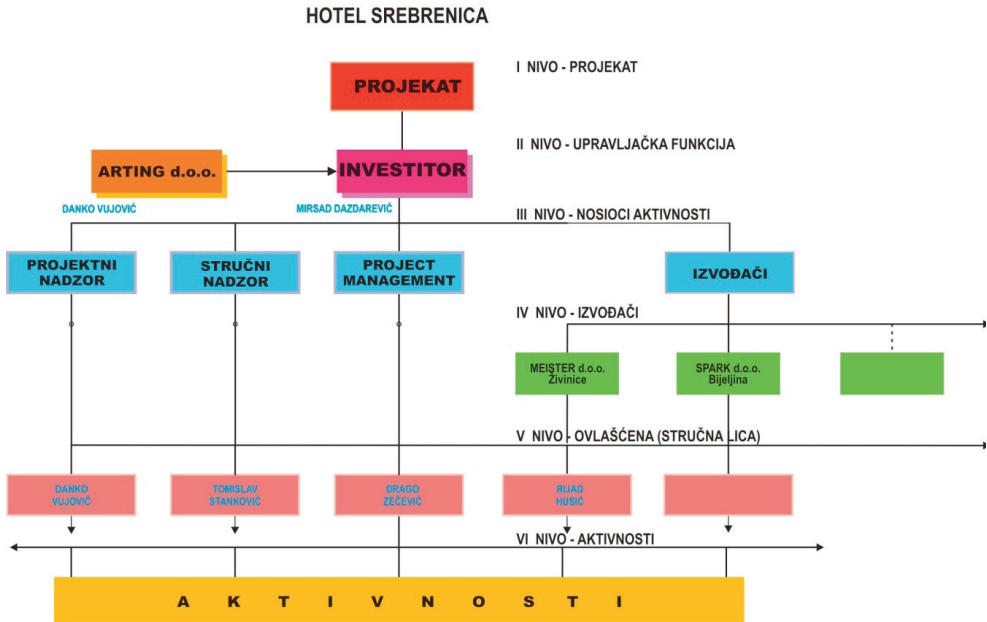 HOTEL SREBRENICA
I NIVO - PROJEKAT
PROJEKAT
II NIVO - UPRAVLJAČKA FUNKCIJA
ARTING d.o.o.
INVESTITOR
DANKO VUJOVIĆ
MIRSAD DAZDAREVIĆ
III NIVO - NOSIOCI AKTIVNOSTI
PROJEKTNI
NADZOR
STRUČNI
NADZOR
PROJECT
MANAGEMENT
IZVOĐAČI
IV NIVO - IZVOĐAČI
MEIŞTER d.o.o.
Živinice
SPARK d.o.o.
Bijeljina
V NIVO - OVLAŠĆENA (STRUČNA LICA)
DANKO
VUJOVIĆ
TOMISLAV
STANKOVIĆ
DRAGO
ZEČEVIĆ
RIJAD
HUSIĆ
VI NIVO - AKTIVNOSTI
A K T I V N O S T I